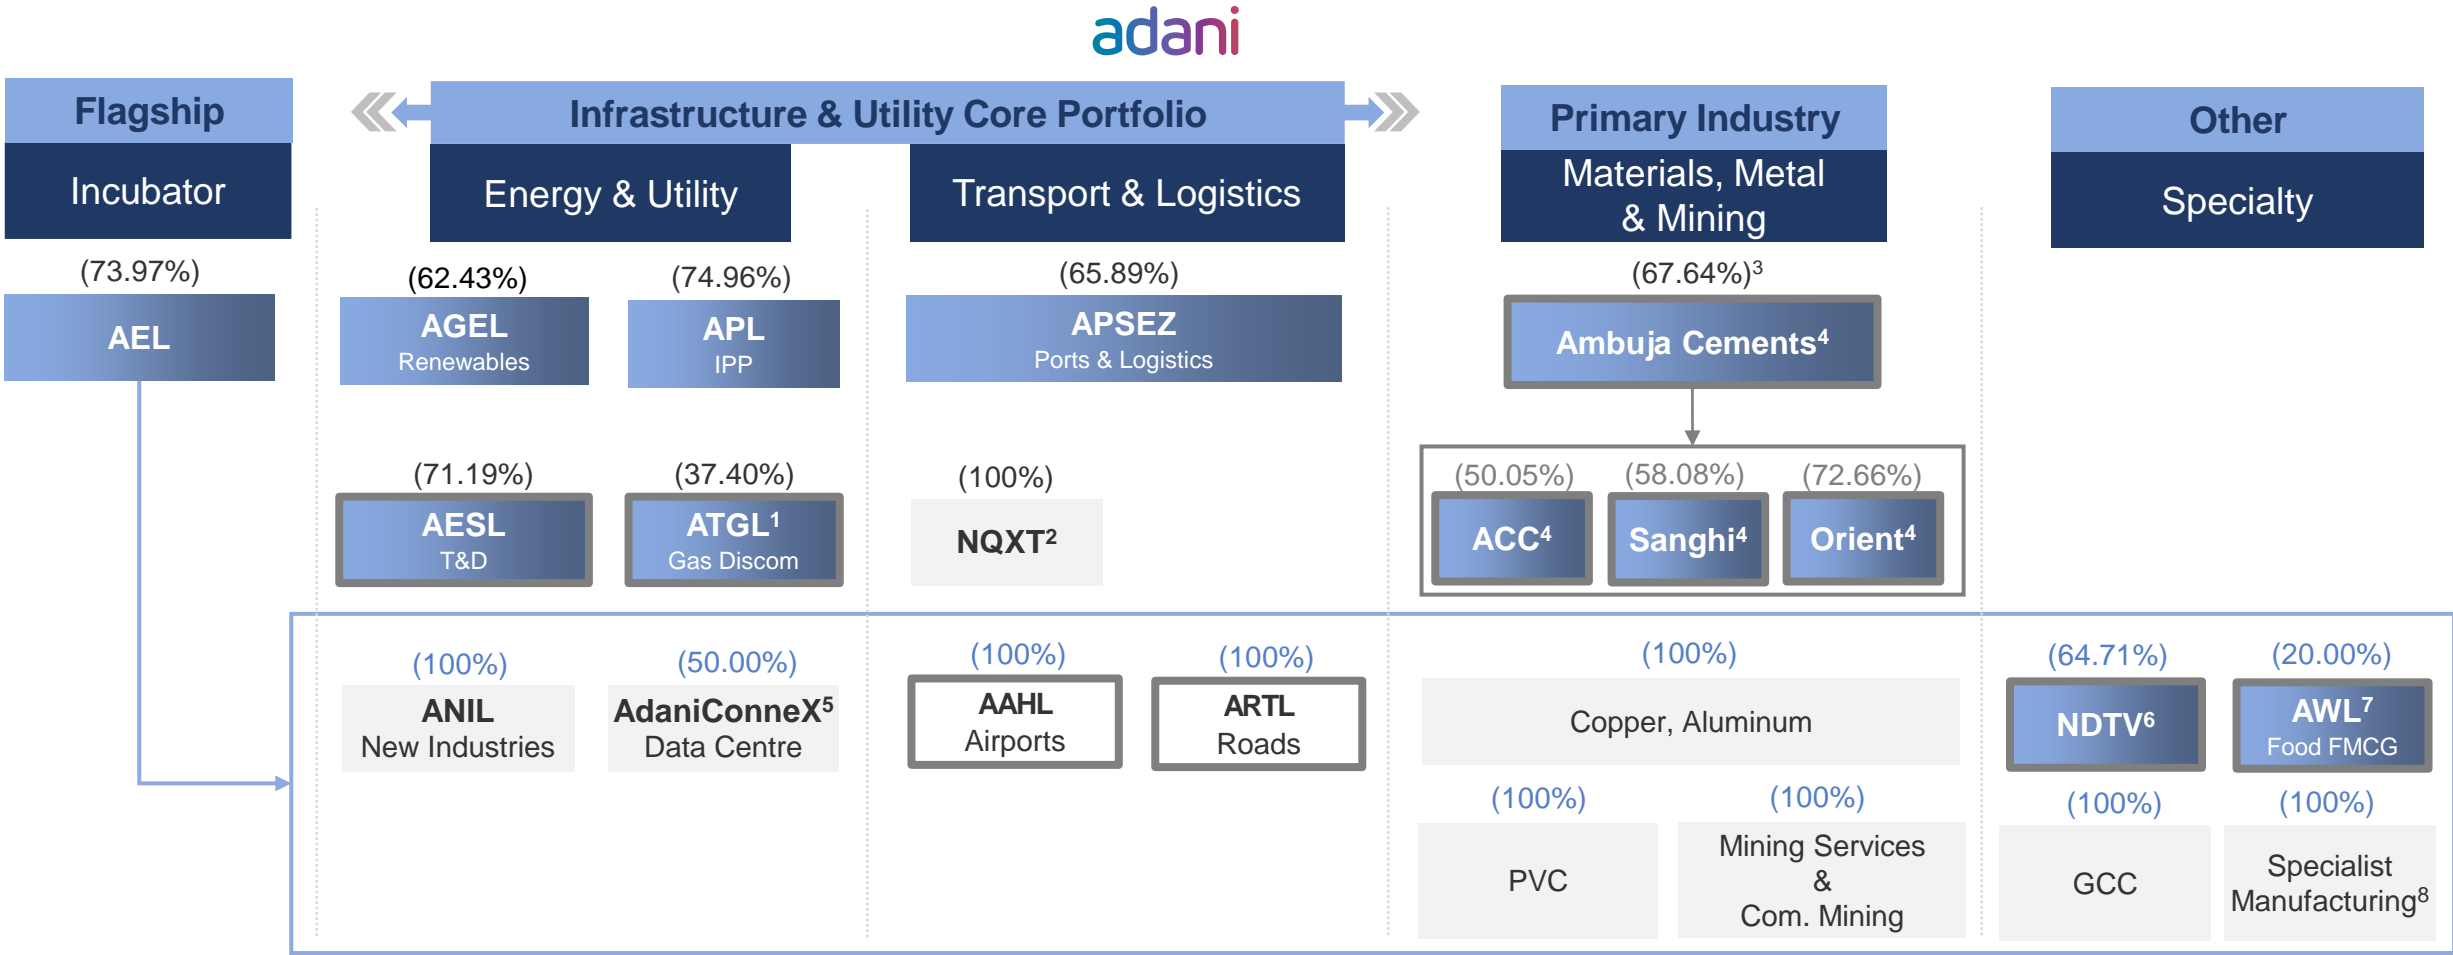 adani
Flagship
Incubator
(73.97%)
AEL
Infrastructure & Utility Core Portfolio
Energy & Utility
(62.43%)
AGEL
Renewables
(74.96%)
APL
IPP
(71.19%)
AESL
T&D
(37.40%)
ATGL¹
Gas Discom
Transport & Logistics
(65.89%)
APSEZ
Ports & Logistics
(100%)
NQXT²
Primary Industry
Materials, Metal
& Mining
(67.64%)³
Ambuja Cements⁴
(50.05%)
ACC⁴
(58.08%)
Sanghi⁴
(72.66%)
Orient⁴
Other
Specialty
(100%)
ANIL
New Industries
(50.00%)
AdaniConneX⁵
Data Centre
(100%)
AAHL
Airports
(100%)
ARTL
Roads
(100%)
Copper, Aluminum
(100%)
PVC
(100%)
Mining Services
&
Com. Mining
(64.71%)
NDTV⁶
(20.00%)
AWL⁷
Food FMCG
(100%)
GCC
(100%)
Specialist
Manufacturing⁸